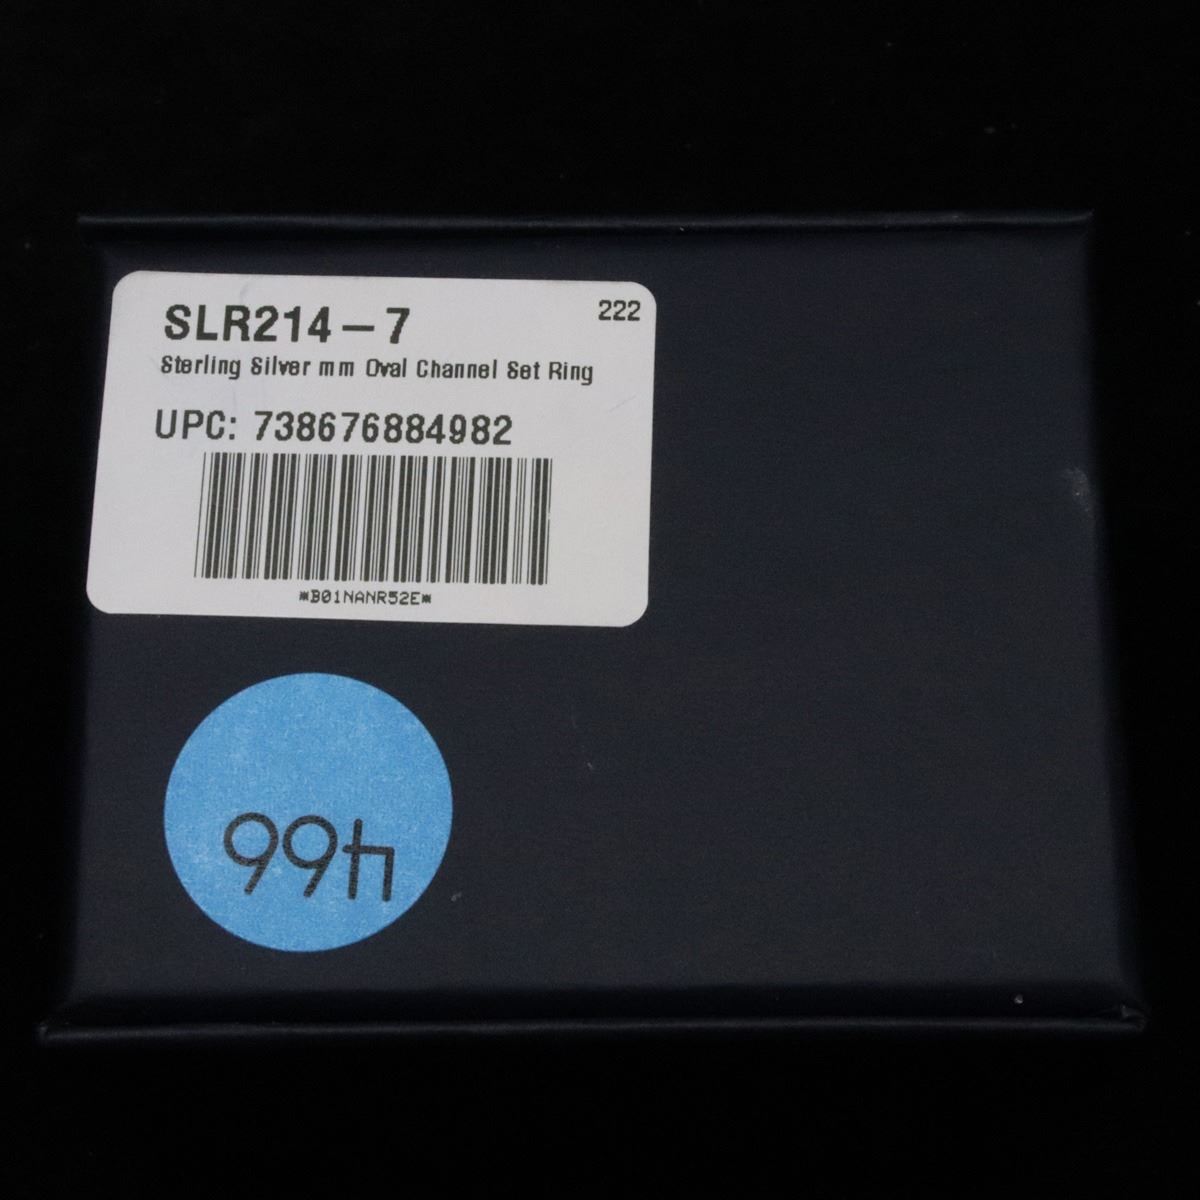 SLR214-7
222
Sterling Silver mm Oval Channel Set Ring
UPC: 738676884982
*B01NANR52E*
466